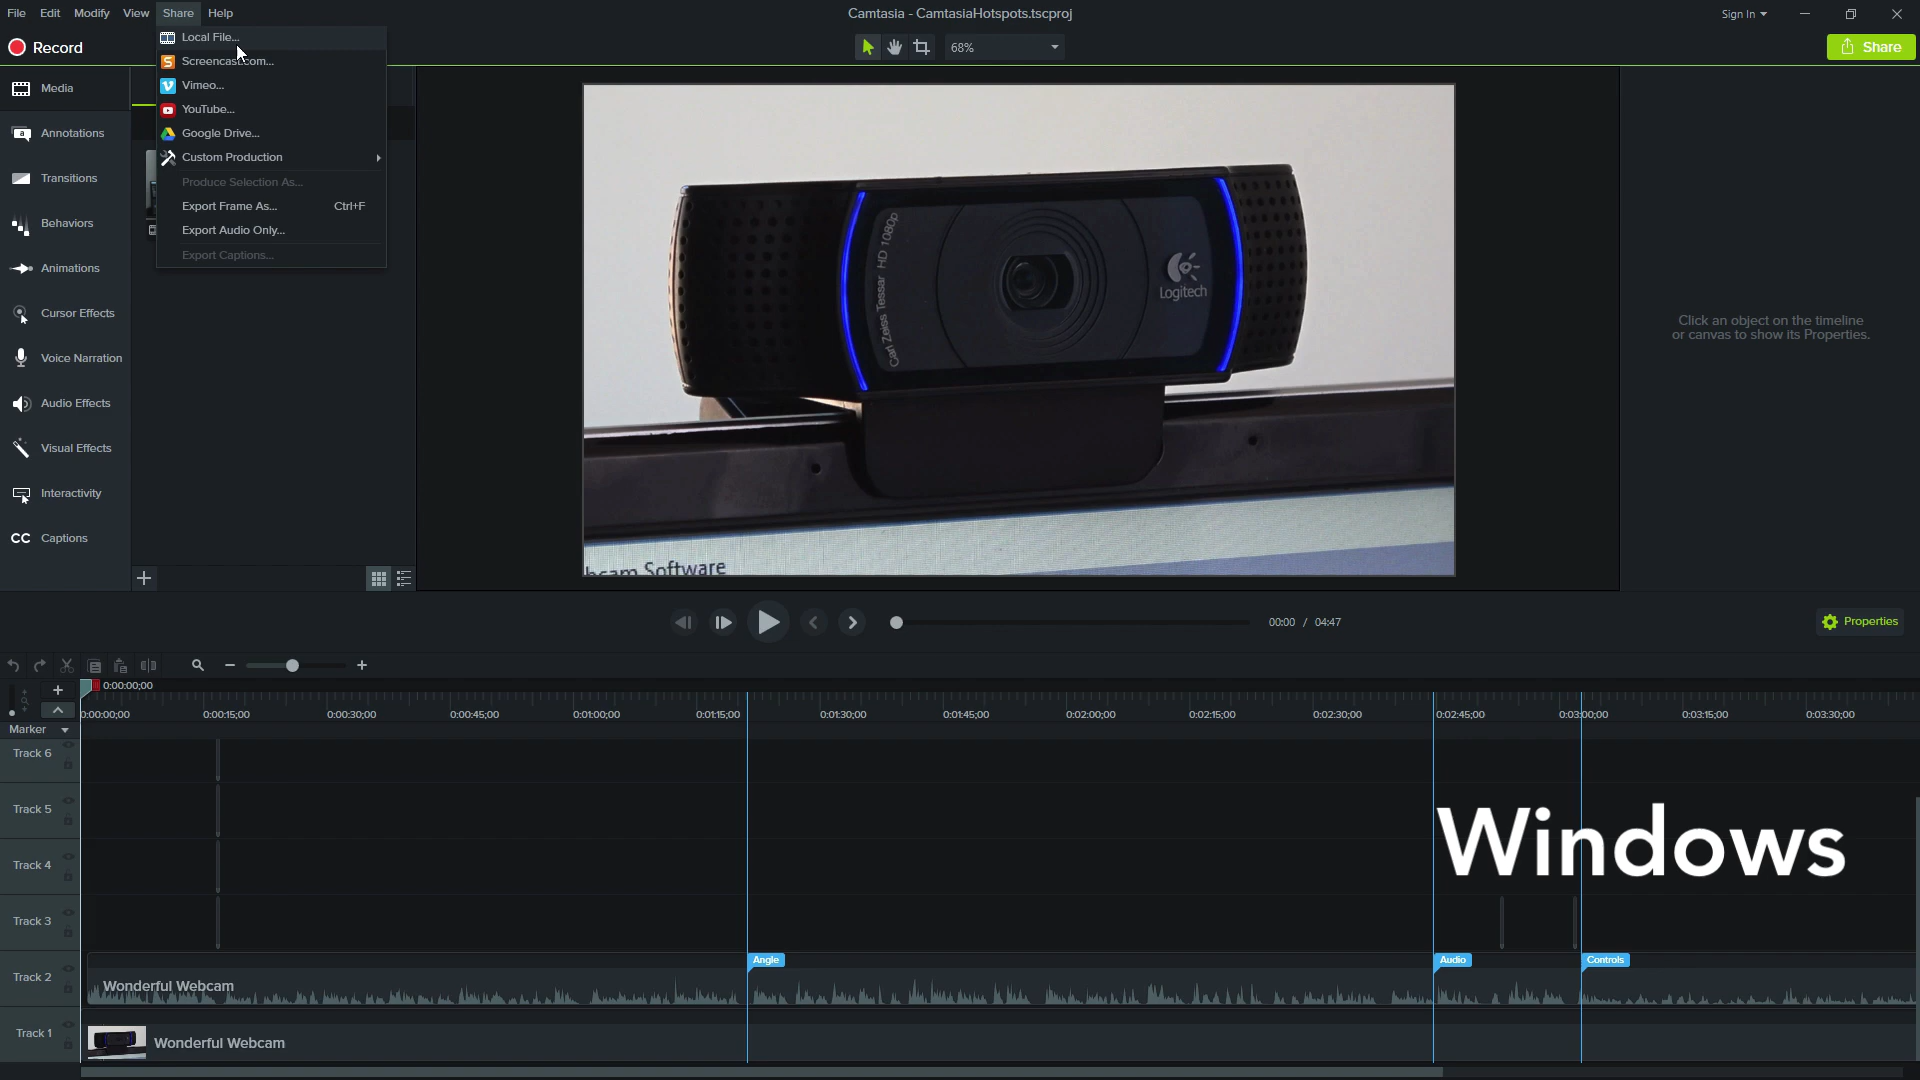 File Edit Modify View Share Help
Camtasia - CamtasiaHotspots.tscproj
Sign In
Record
68%
Share
Local File...
Screencast.com...
Vimeo...
YouTube...
Google Drive...
Custom Production
Produce Selection As...
Export Frame As... Ctrl+F
Export Audio Only...
Export Captions...
Media
Annotations
Transitions
Behaviors
Animations
Cursor Effects
Voice Narration
Audio Effects
Visual Effects
Interactivity
CC Captions
Carl Zeiss Tessar HD 1080p
Logitech
bcam Software
Click an object on the timeline
or canvas to show its Properties.
00:00 / 04:47
Properties
0:00:00;00
0:00:00;00 0:00:15;00 0:00:30;00 0:00:45;00 0:01:00;00 0:01:15;00 0:01:30;00 0:01:45;00 0:02:00;00 0:02:15;00 0:02:30;00 0:02:45;00 0:03:00;00 0:03:15;00 0:03:30;00
Marker
Track 6
Track 5
Track 4
Track 3
Track 2
Track 1
Windows
Angle
Audio
Controls
Wonderful Webcam
Wonderful Webcam